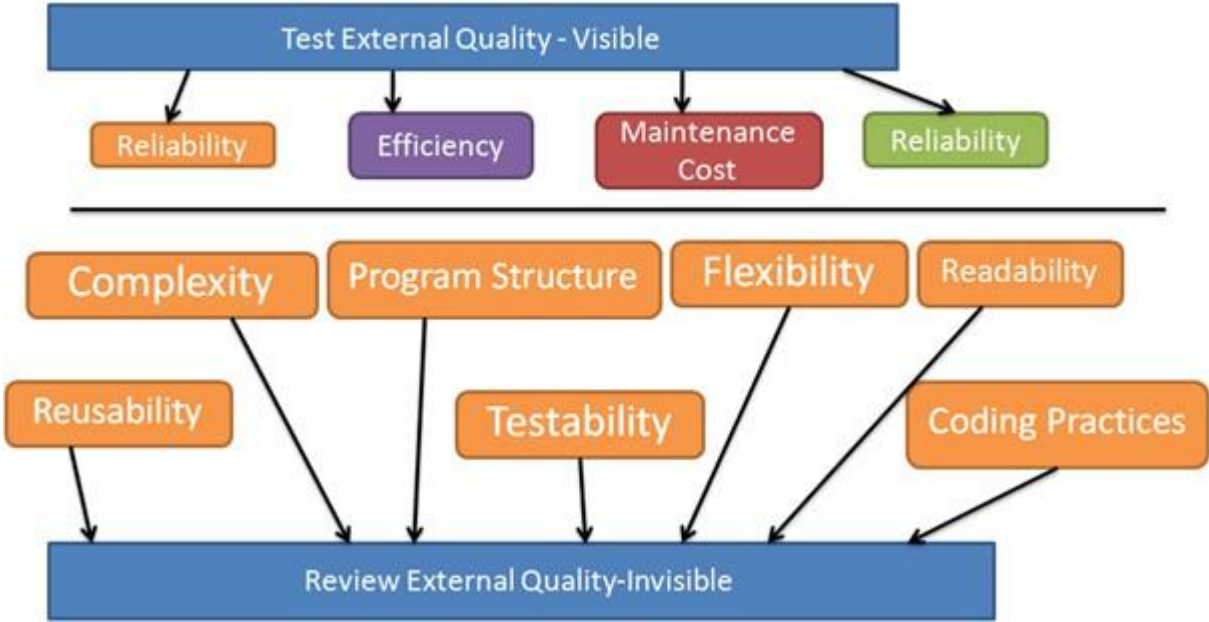 Test External Quality - Visible
Reliability
Efficiency
Maintenance
Cost
Reliability
Complexity
Program Structure
Flexibility
Readability
Reusability
Testability
Coding Practices
Review External Quality-Invisible